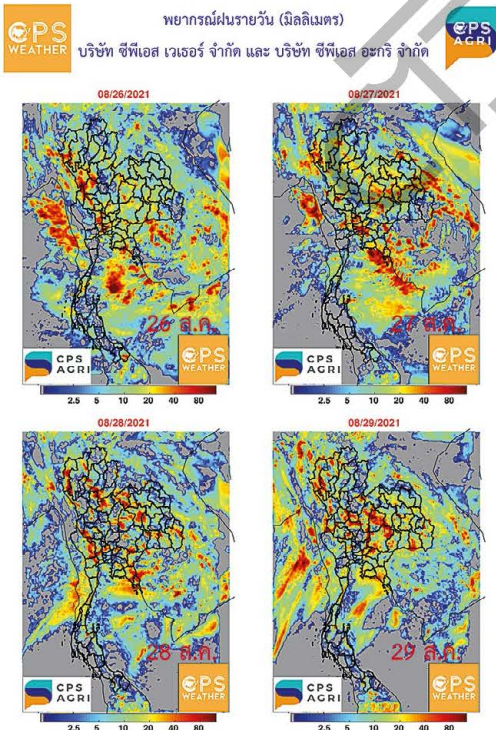 CPS
WEATHER
พยากรณ์ฝนรายวัน (มิลลิเมตร)
บริษัท ซีพีเอส เวเธอร์ จำกัด และ บริษัท ซีพีเอส อะกริ จำกัด
CPS
AGRI
08/26/2021
26 ส.ค.
CPS
AGRI
CPS
WEATHER
2.5 5 10 20 40 80
08/27/2021
27 ส.ค.
CPS
AGRI
CPS
WEATHER
2.5 5 10 20 40 80
08/28/2021
28 ส.ค.
CPS
AGRI
CPS
WEATHER
2.5 5 10 20 40 80
08/29/2021
29 ส.ค.
CPS
AGRI
CPS
WEATHER
2.5 5 10 20 40 80